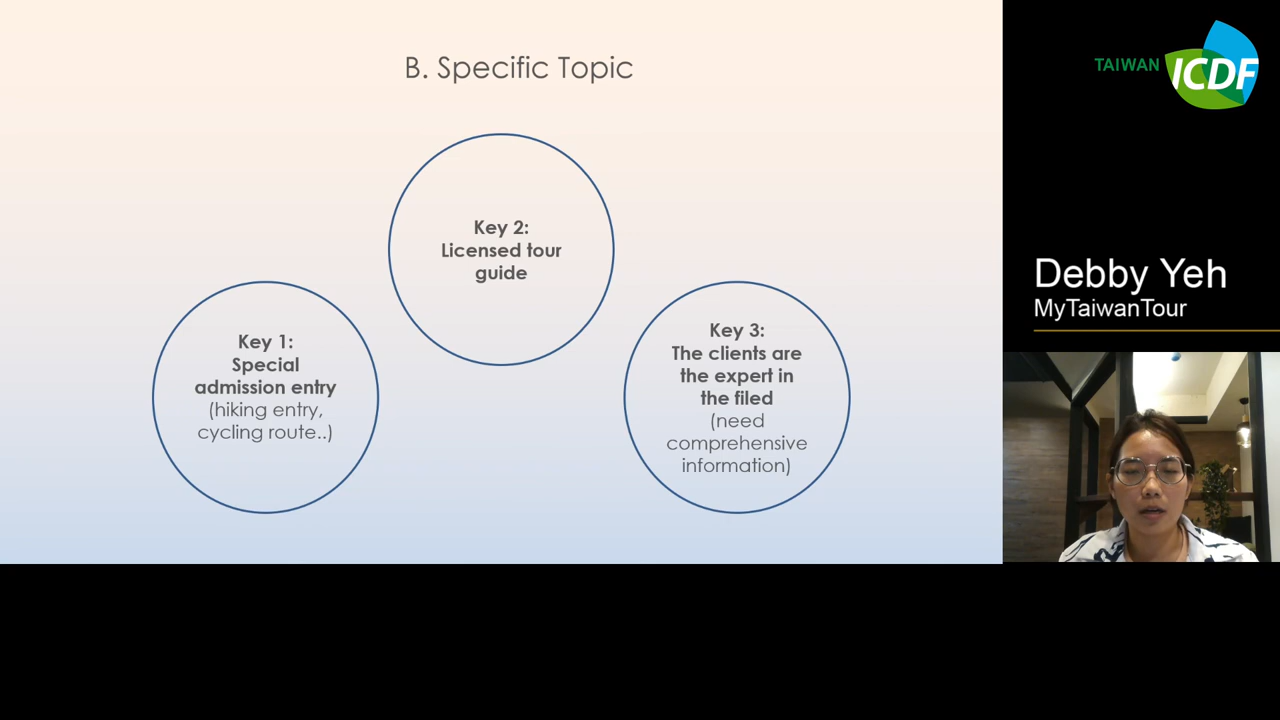 B. Specific Topic
Key 1:
Special
admission entry
(hiking entry,
cycling route..)
Key 2:
Licensed tour
guide
Key 3:
The clients are
the expert in
the filed
(need
comprehensive
information)
TAIWAN ICDF
Debby Yeh
MyTaiwanTour